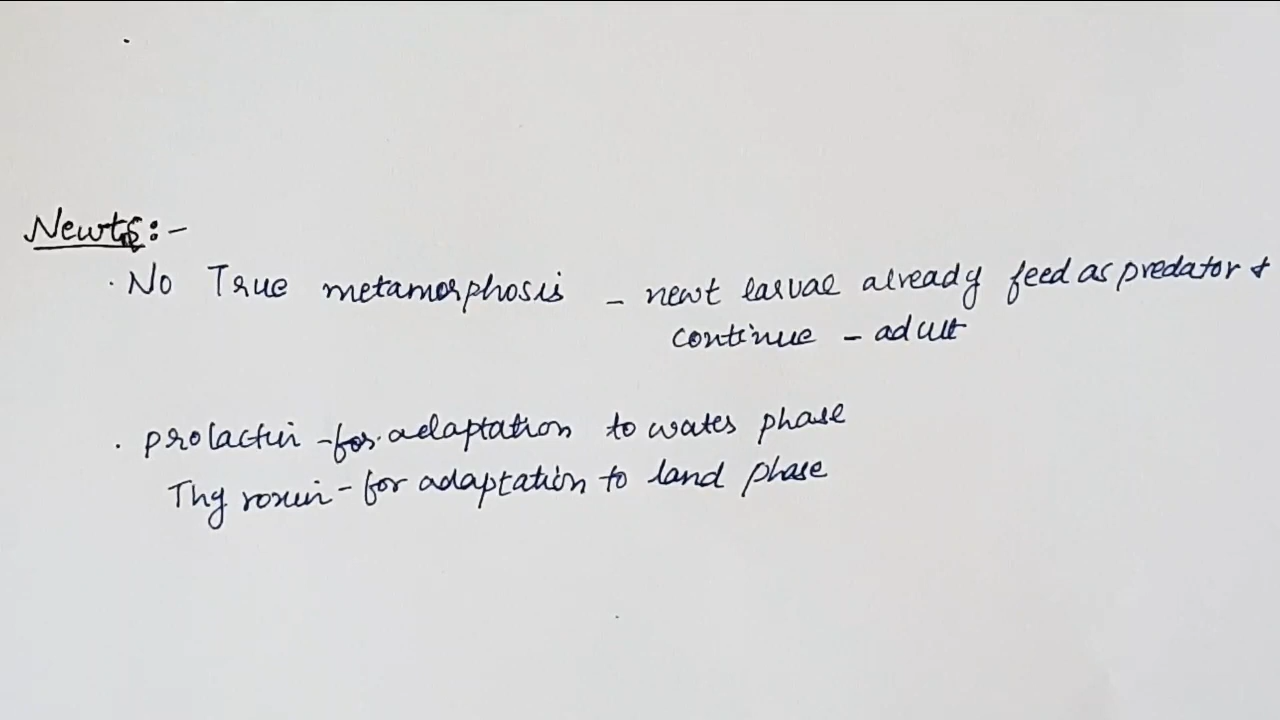 Newts :-
. No True metamorphosis - newt larvae already feed as predator &
continue - adult
. prolactin - for adaptation to water phase
Thyroxin - for adaptation to land phase